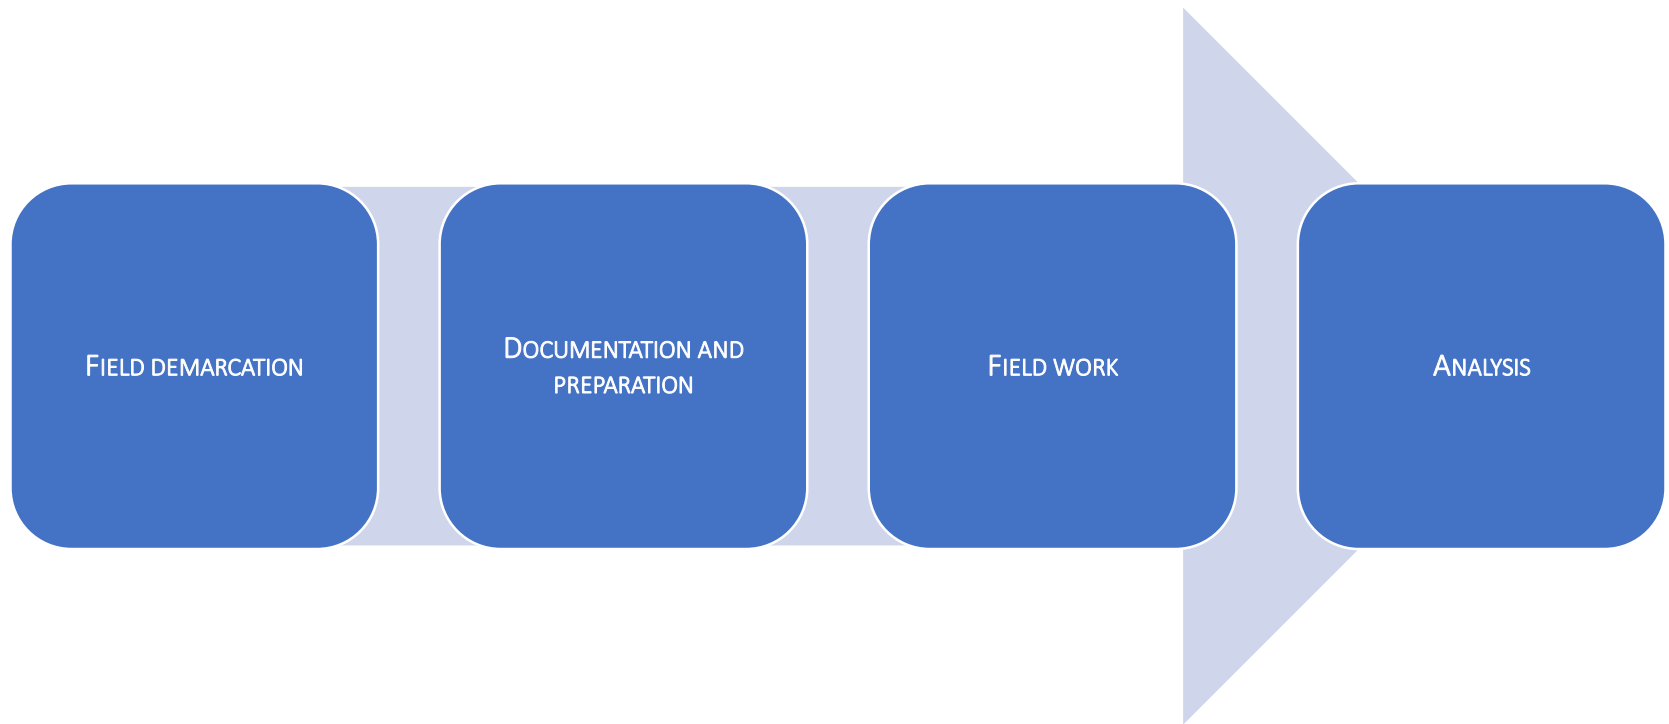 Field demarcation
Documentation and
preparation
Field work
Analysis